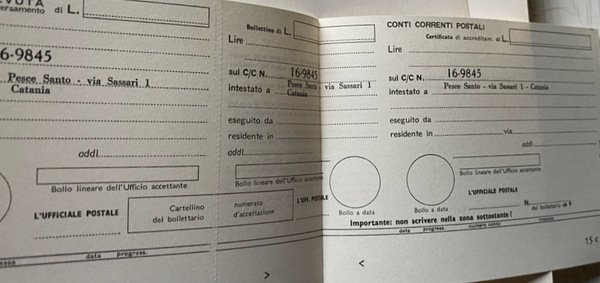 VUTA
ersamento di L.
6-9845
Pesce Santo - via Sassari 1
Catania
addì
Bollo lineare dell'Ufficio accettante
L'UFFICIALE POSTALE
Cartellino
del bollettario
data progress.
Bollettino di L.
Lire
sul C/C N. 16-9845
intestato a Pesce Santo - via Sassari 1
Catania
eseguito da
residente in
addì
Bollo lineare dell'Ufficio accettante
numerato
d'accettazione
L'UFF. POSTALE
Bollo a data
>
CONTI CORRENTI POSTALI
Certificato di accreditam. di L.
Lire
sul C/C N. 16-9845
intestato a Pesce Santo - via Sassari 1 - Catania
eseguito da
residente in via
addì
Bollo lineare dell'Ufficio accettante
L'UFFICIALE POSTALE
Bollo a data
N.
del bollettario ch 9
Importante: non scrivere nella zona sottostante!
data progress. numero conto importo
<
15